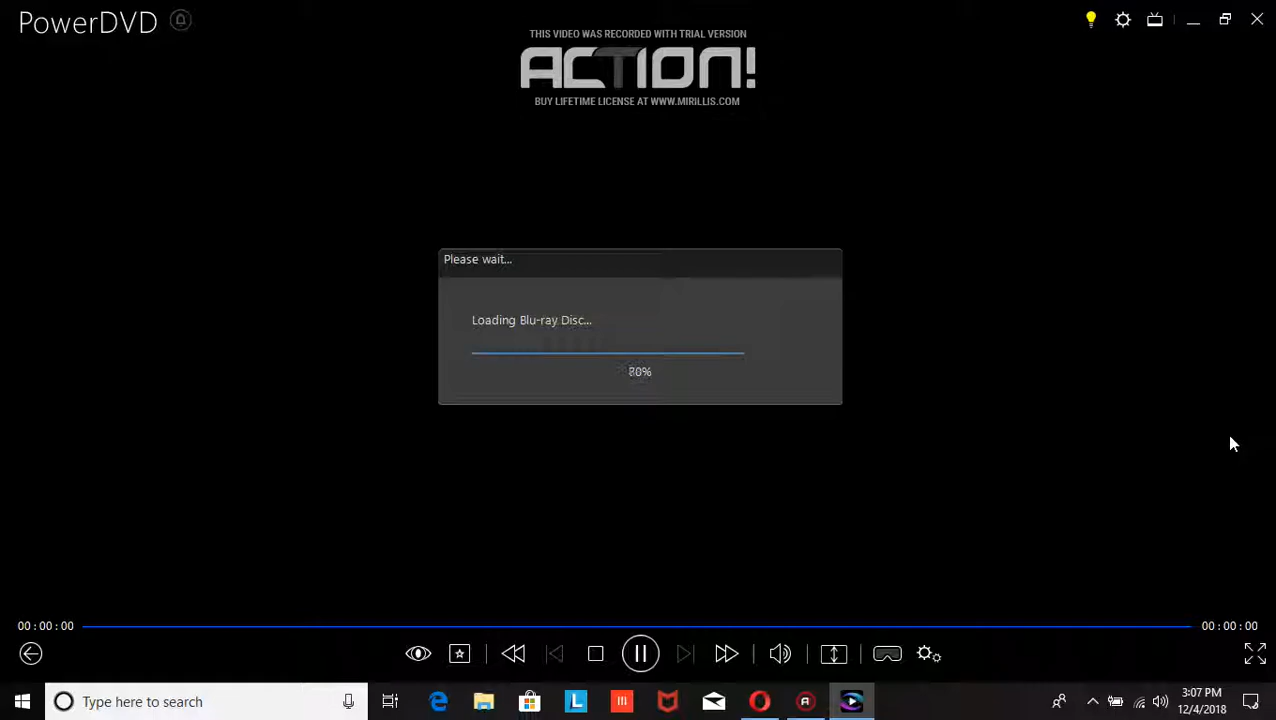 PowerDVD
THIS VIDEO WAS RECORDED WITH TRIAL VERSION
ACTION!
BUY LIFETIME LICENSE AT WWW.MIRILLIS.COM
Please wait...
Loading Blu-ray Disc...
80%
00:00:00
00:00:00
Type here to search
3:07 PM
12/4/2018